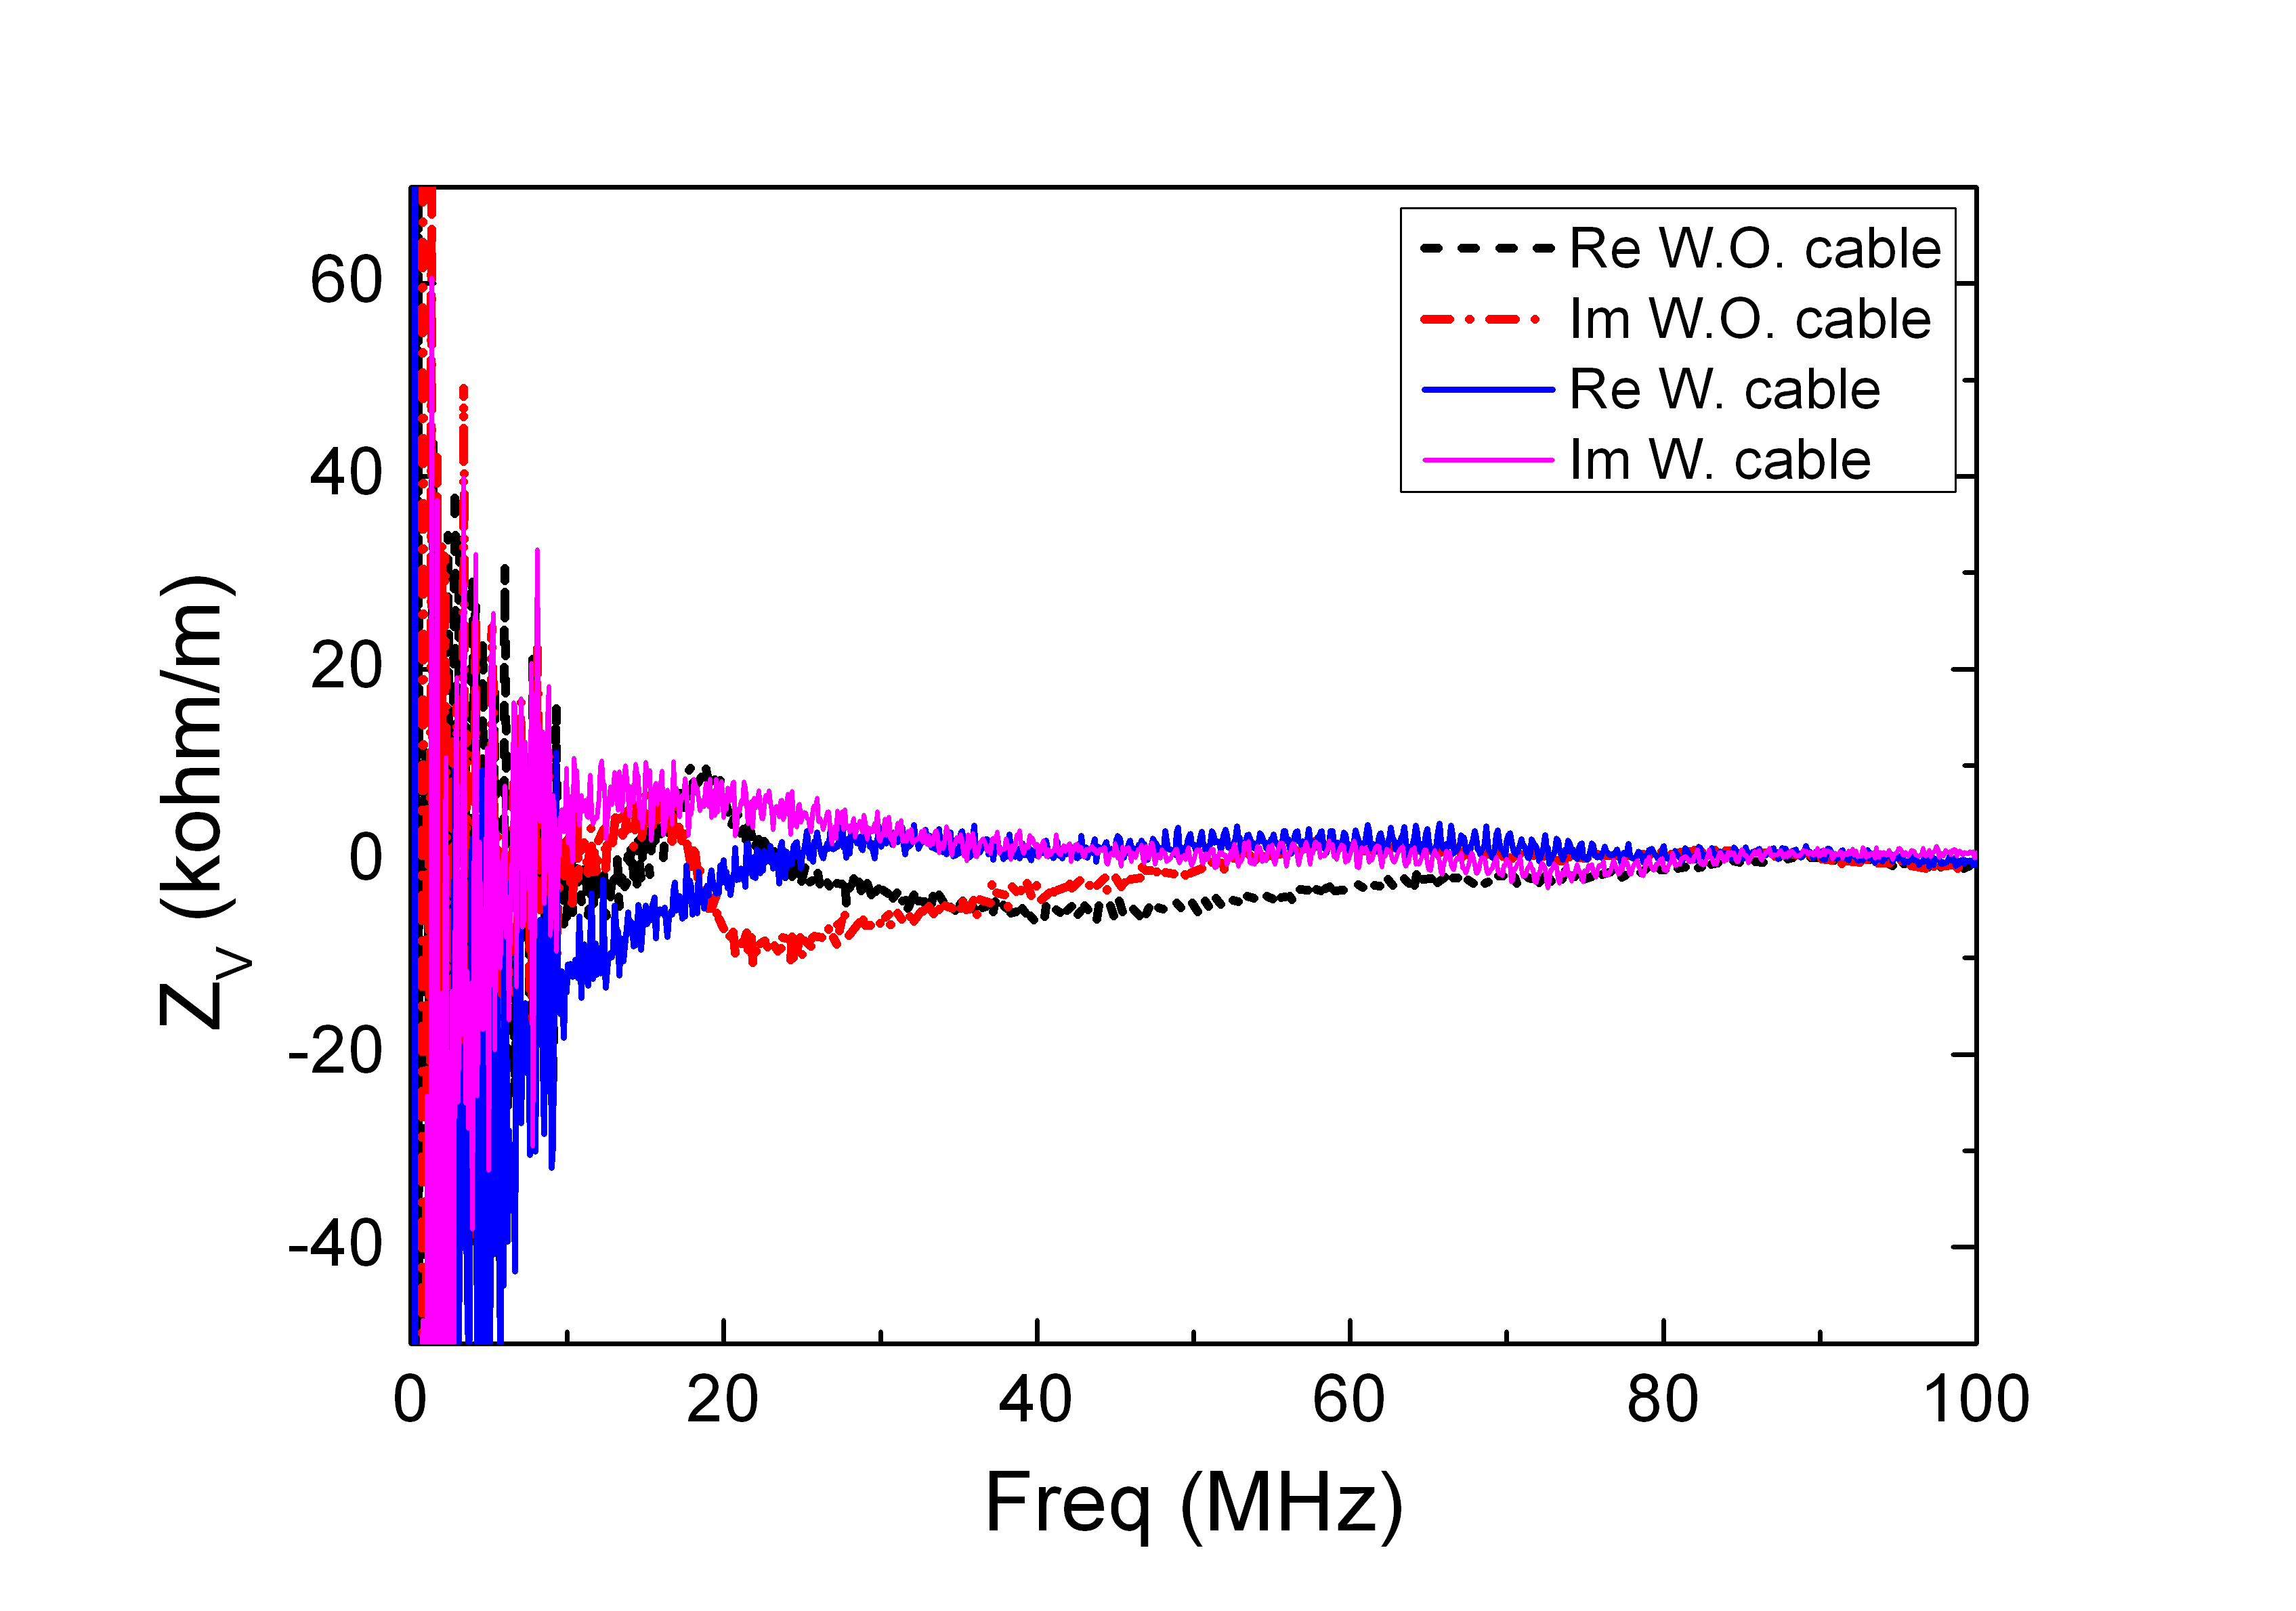 Re W.O. cable
Im W.O. cable
Re W. cable
Im W. cable
60
40
20
0
-20
-40
Z_V (kohm/m)
0 20 40 60 80 100
Freq (MHz)